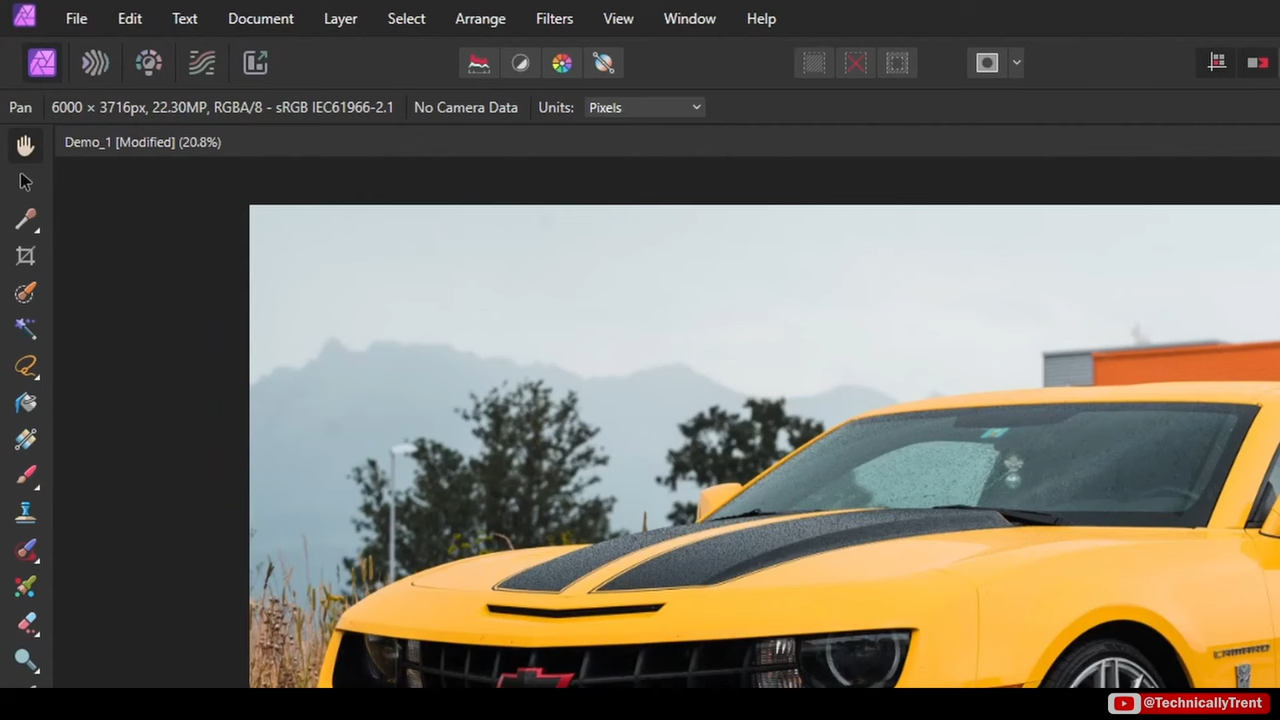 File Edit Text Document Layer Select Arrange Filters View Window Help
Pan 6000 × 3716px, 22.30MP, RGBA/8 - sRGB IEC61966-2.1 No Camera Data Units: Pixels
Demo_1 [Modified] (20.8%)
CAMARO
@TechnicallyTrent